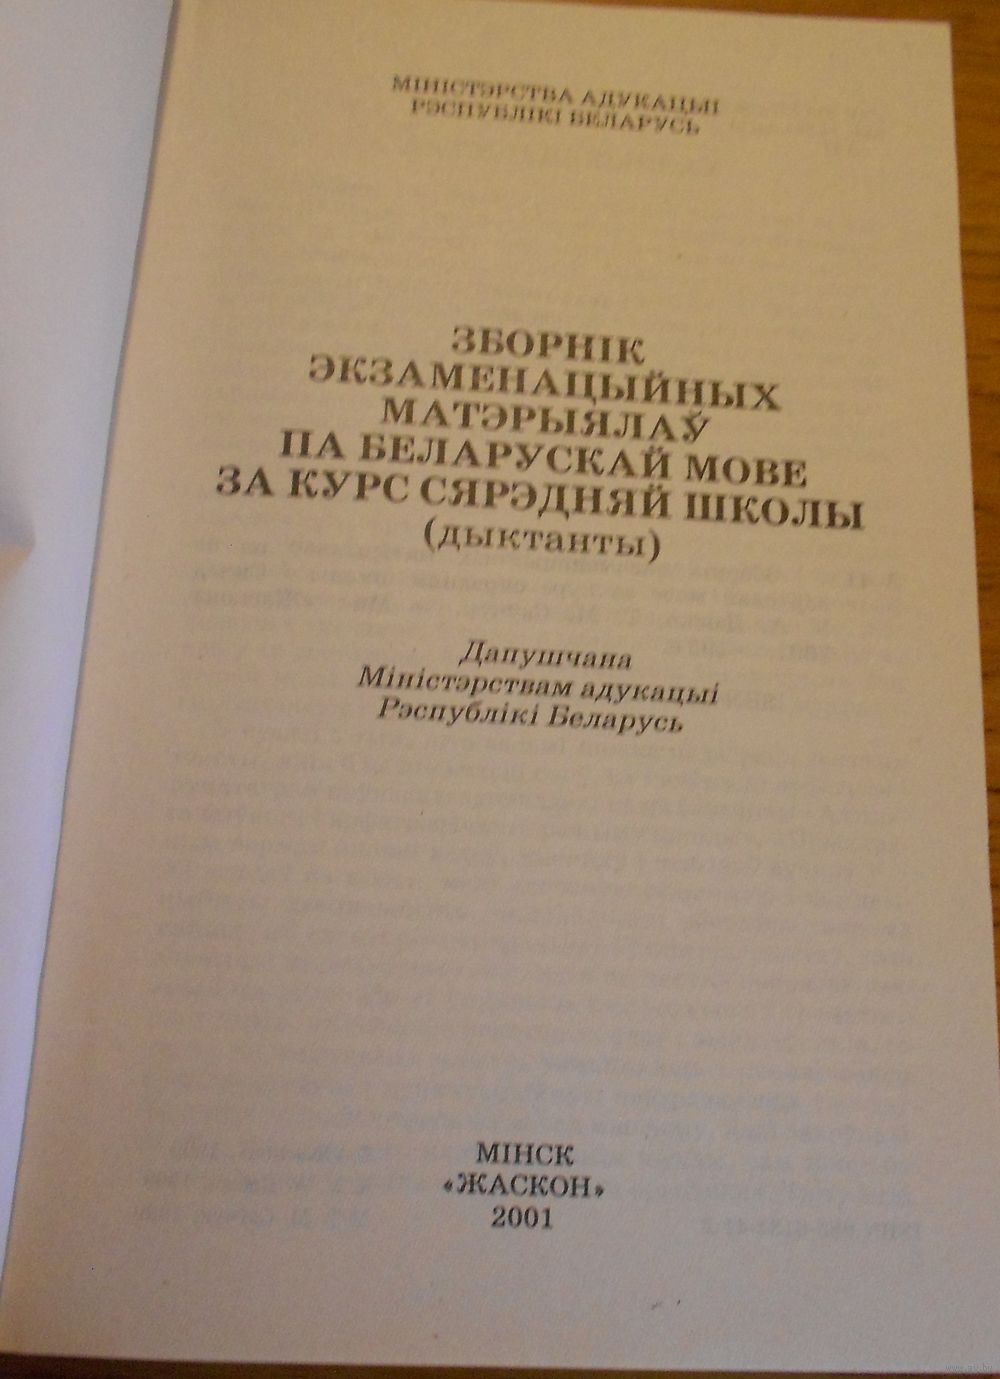 МІНІСТЭРСТВА АДУКАЦЫІ
РЭСПУБЛІКІ БЕЛАРУСЬ
ЗБОРНІК
ЭКЗАМЕНАЦЫЙНЫХ
МАТЭРЫЯЛАЎ
ПА БЕЛАРУСКАЙ МОВЕ
ЗА КУРС СЯРЭДНЯЙ ШКОЛЫ
(дыктанты)
Дапушчана
Міністэрствам адукацыі
Рэспублікі Беларусь
МІНСК
«ЖАСКОН»
2001